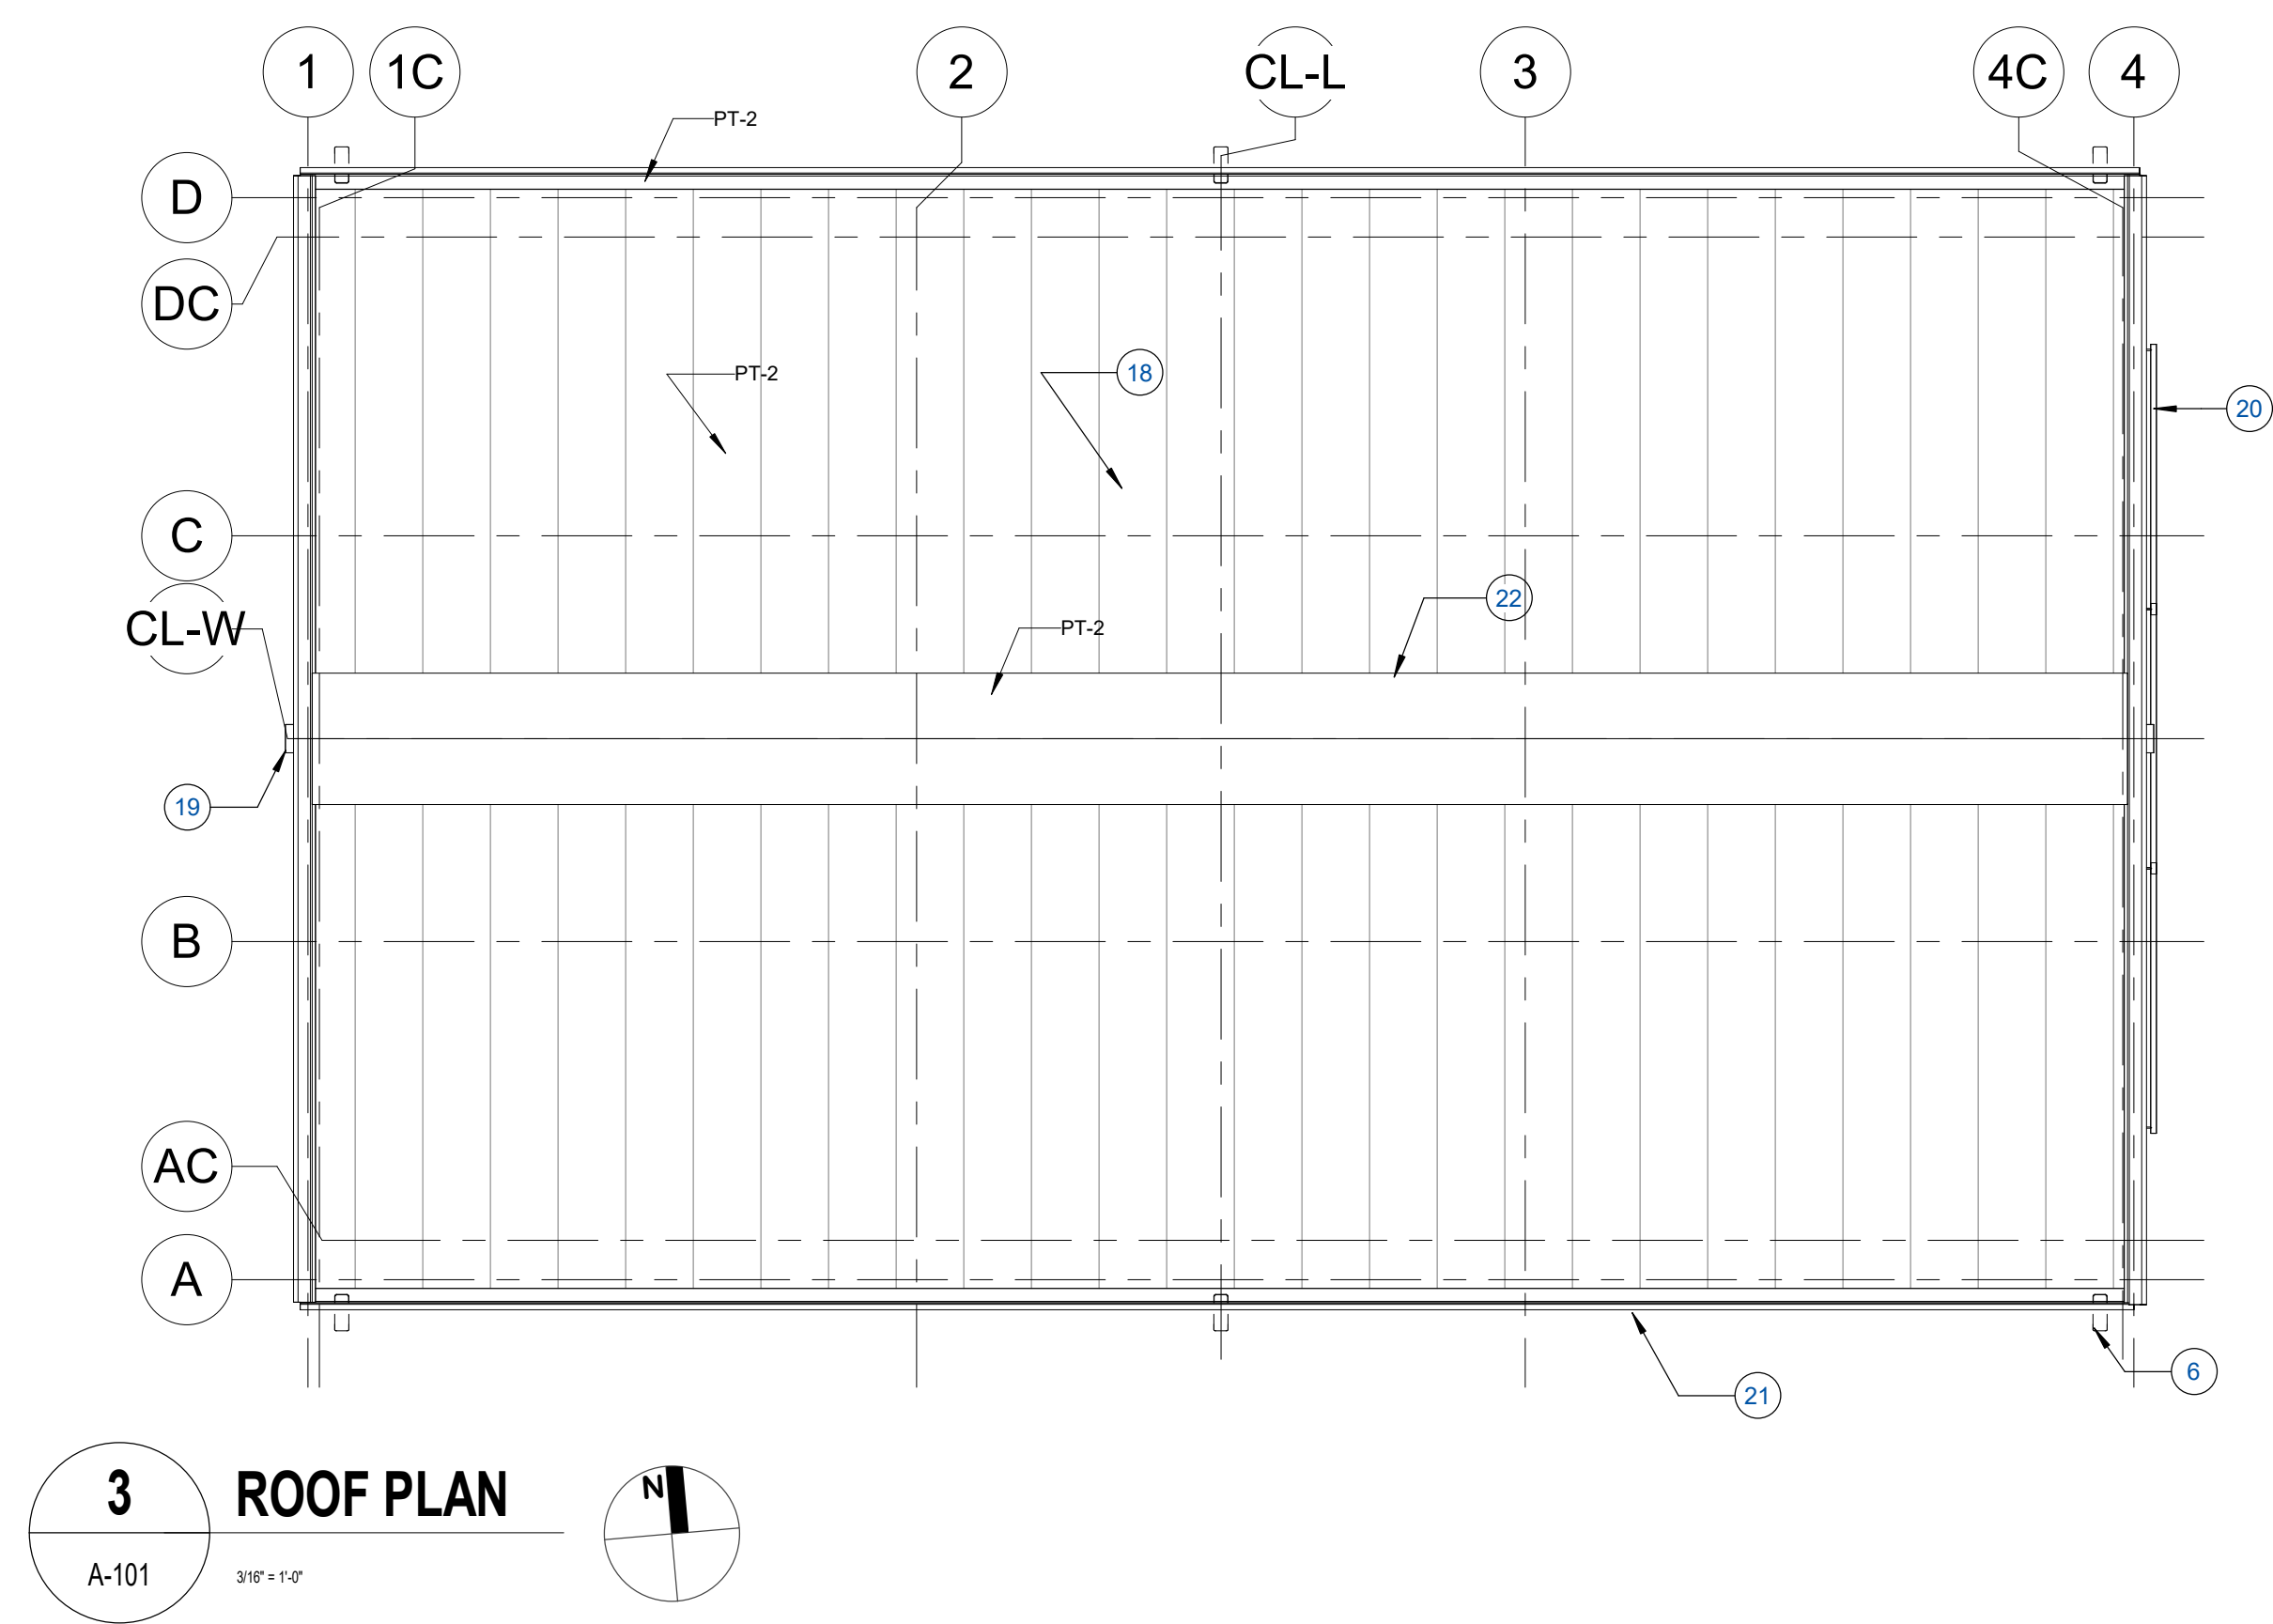 1
1C
2
CL-L
3
4C
4
PT-2
D
DC
PT-2
18
20
C
22
CL-W
PT-2
19
B
AC
A
6
21
3
ROOF PLAN
N
A-101
3/16" = 1'-0"